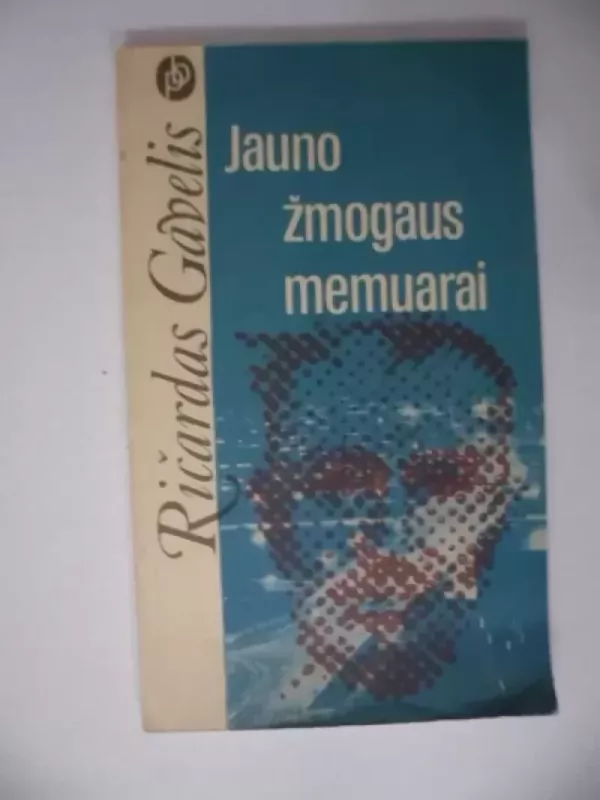 Ričardas Gavelis
Jauno
žmogaus
memuarai